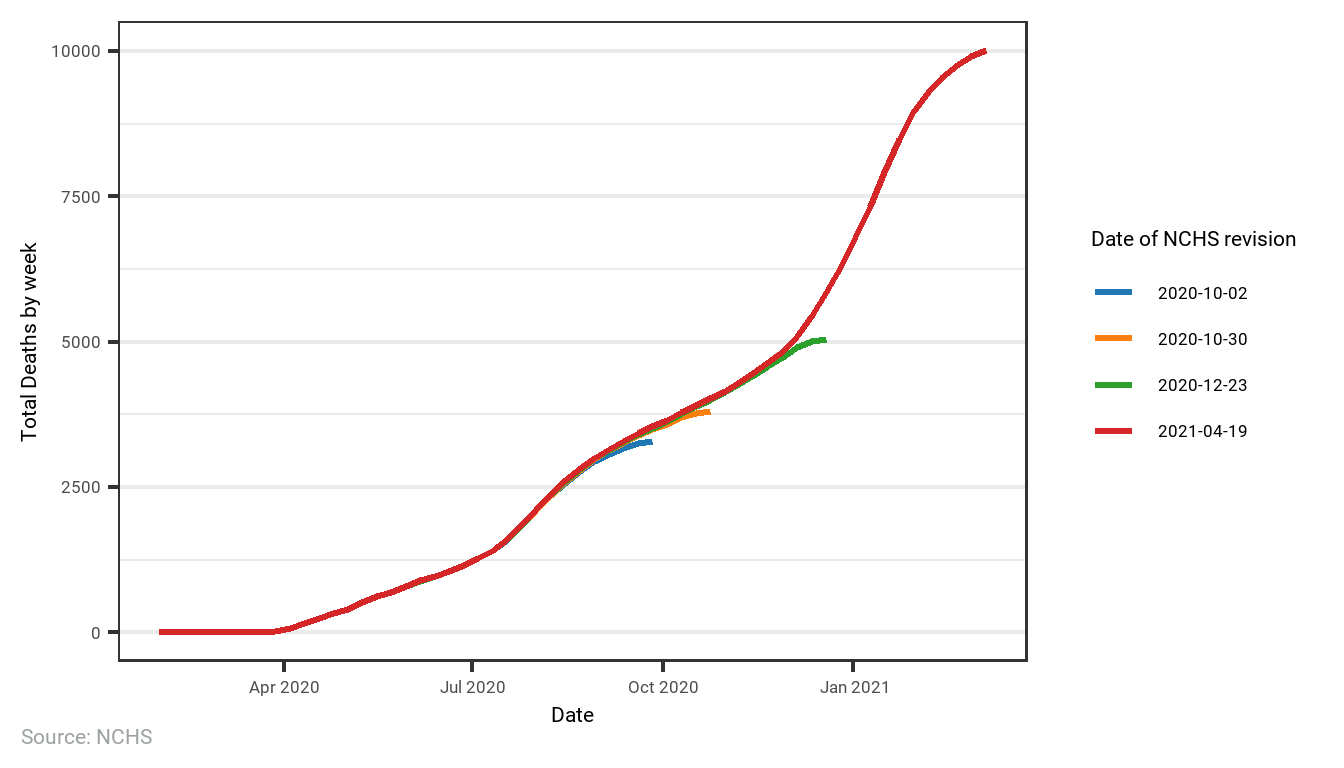 10000
7500
5000
2500
0
Total Deaths by week
Apr 2020
Jul 2020
Oct 2020
Jan 2021
Date
Date of NCHS revision
2020-10-02
2020-10-30
2020-12-23
2021-04-19
Source: NCHS